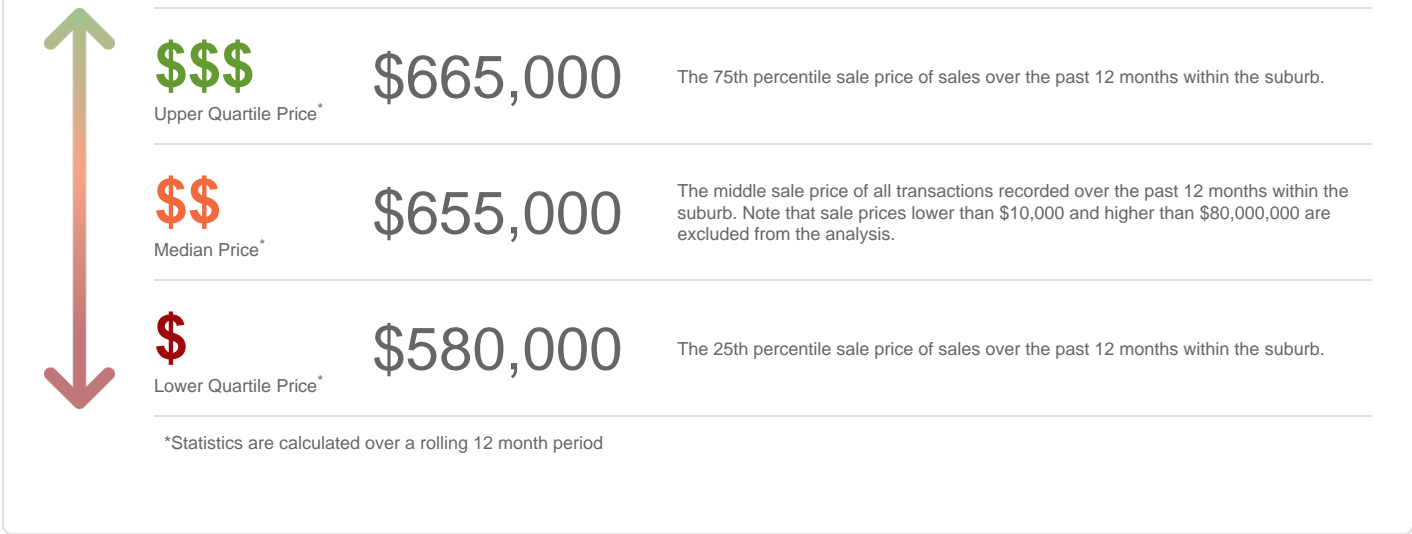 $$$
Upper Quartile Price*
$665,000
The 75th percentile sale price of sales over the past 12 months within the suburb.
$$
Median Price*
$655,000
The middle sale price of all transactions recorded over the past 12 months within the
suburb. Note that sale prices lower than $10,000 and higher than $80,000,000 are
excluded from the analysis.
$
Lower Quartile Price*
$580,000
The 25th percentile sale price of sales over the past 12 months within the suburb.
*Statistics are calculated over a rolling 12 month period